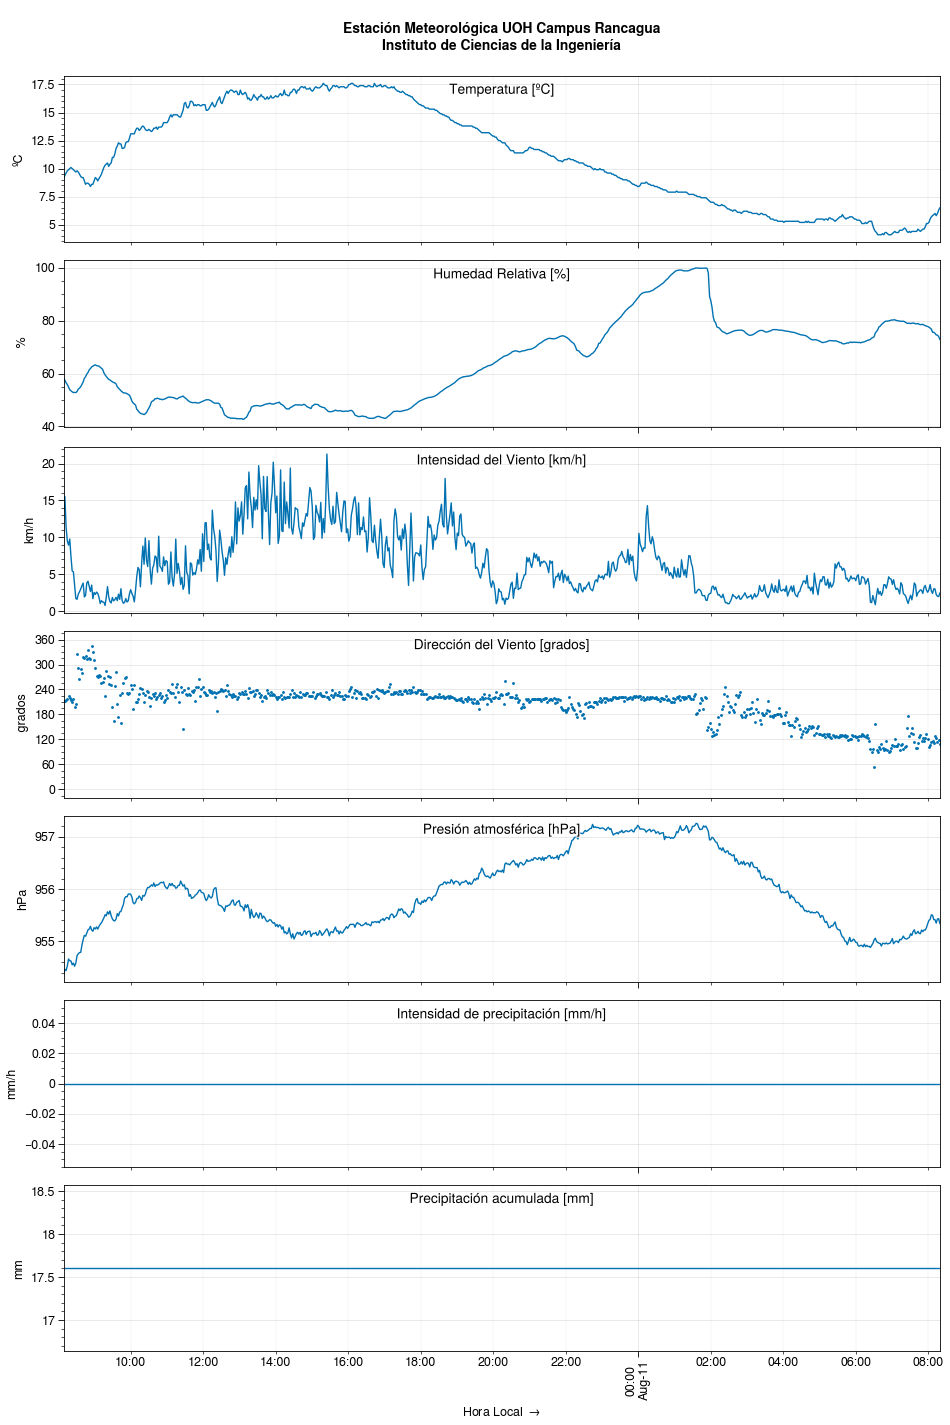 Estación Meteorológica UOH Campus Rancagua
Instituto de Ciencias de la Ingeniería
Temperatura [ºC]
ºC
17.5
15
12.5
10
7.5
5
Humedad Relativa [%]
%
100
80
60
40
Intensidad del Viento [km/h]
km/h
20
15
10
5
0
Dirección del Viento [grados]
grados
360
300
240
180
120
60
0
Presión atmosférica [hPa]
hPa
957
956
955
Intensidad de precipitación [mm/h]
mm/h
0.04
0.02
0
−0.02
−0.04
Precipitación acumulada [mm]
mm
18.5
18
17.5
17
10:00 12:00 14:00 16:00 18:00 20:00 22:00 00:00 02:00 04:00 06:00 08:00
Aug-11
Hora Local →